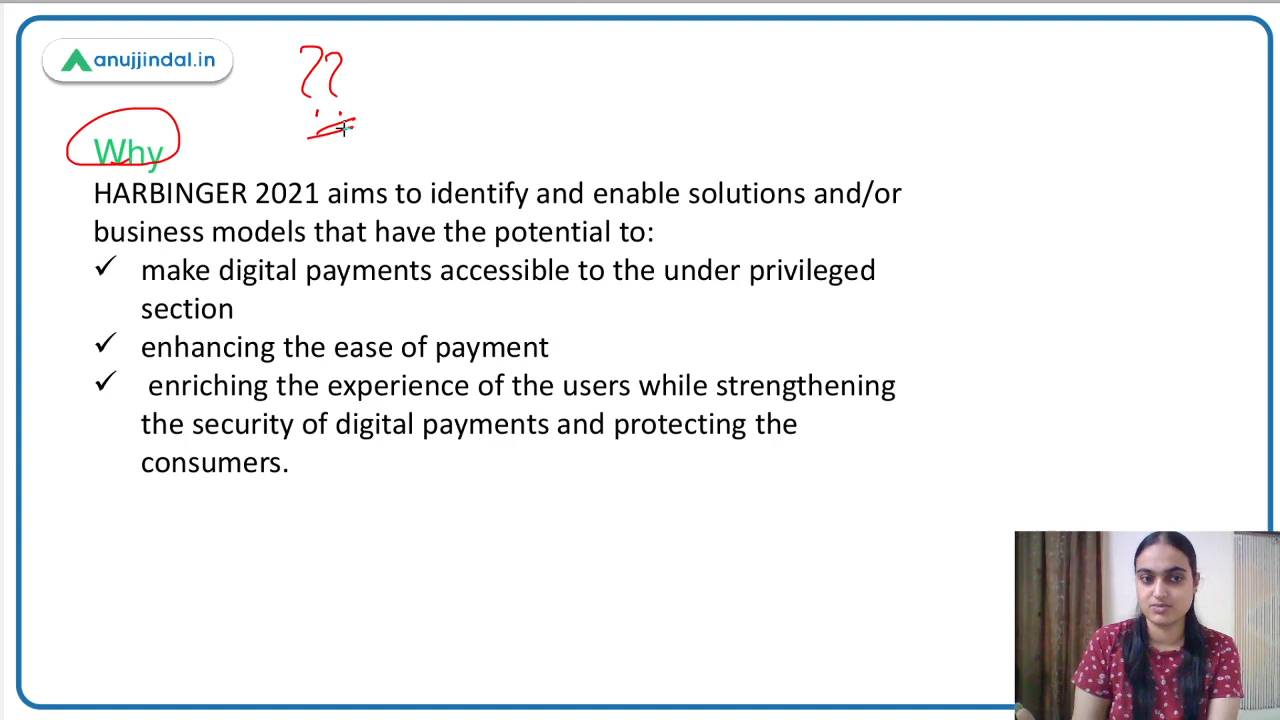 anujjindal.in
??
Why
HARBINGER 2021 aims to identify and enable solutions and/or
business models that have the potential to:
✓ make digital payments accessible to the under privileged
section
✓ enhancing the ease of payment
✓ enriching the experience of the users while strengthening
the security of digital payments and protecting the
consumers.